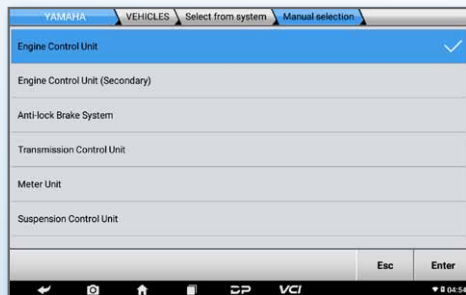 YAMAHA VEHICLES Select from system Manual selection
Engine Control Unit
Engine Control Unit (Secondary)
Anti-lock Brake System
Transmission Control Unit
Meter Unit
Suspension Control Unit
Esc Enter
DP VCI 04:54